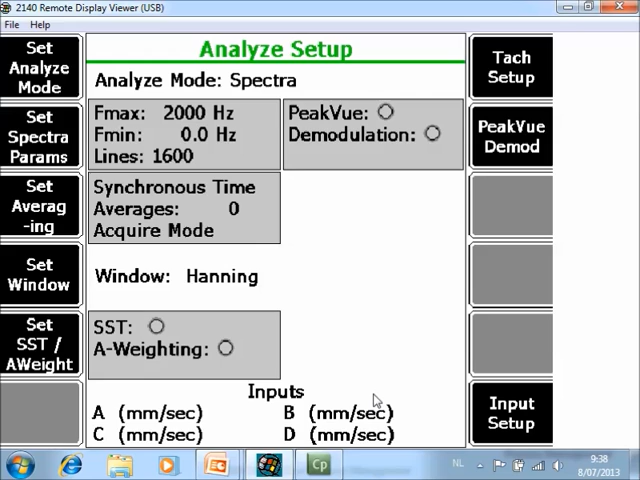 2140 Remote Display Viewer (USB)
File Help
Set
Analyze
Mode
Set
Spectra
Params
Set
Averag
-ing
Set
Window
Set
SST /
AWeight
Analyze Setup
Analyze Mode: Spectra
Fmax: 2000 Hz
Fmin: 0.0 Hz
Lines: 1600
PeakVue:
Demodulation:
Synchronous Time
Averages: 0
Acquire Mode
Window: Hanning
SST:
A-Weighting:
Inputs
A (mm/sec) B (mm/sec)
C (mm/sec) D (mm/sec)
Tach
Setup
PeakVue
Demod
Input
Setup
Cp
NL
9:38
8/07/2013